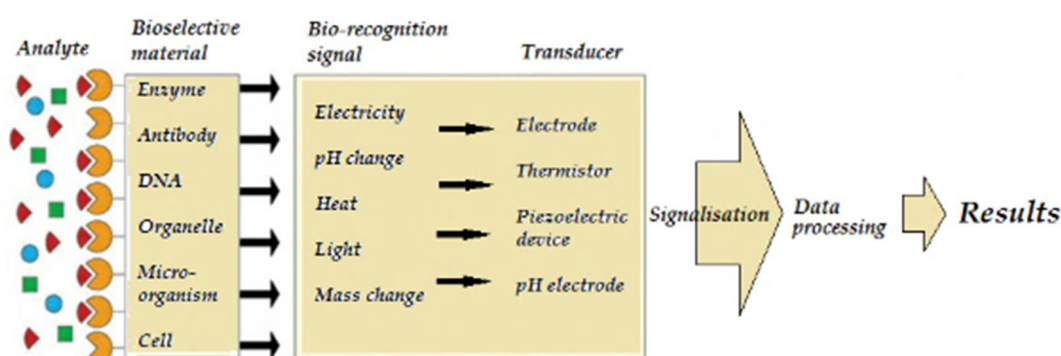 Analyte
Bioselective
material
Bio-recognition
signal
Transducer
Enzyme
Antibody
DNA
Organelle
Micro-
organism
Cell
Electricity
pH change
Heat
Light
Mass change
Electrode
Thermistor
Piezoelectric
device
pH electrode
Signalisation
Data
processing
Results